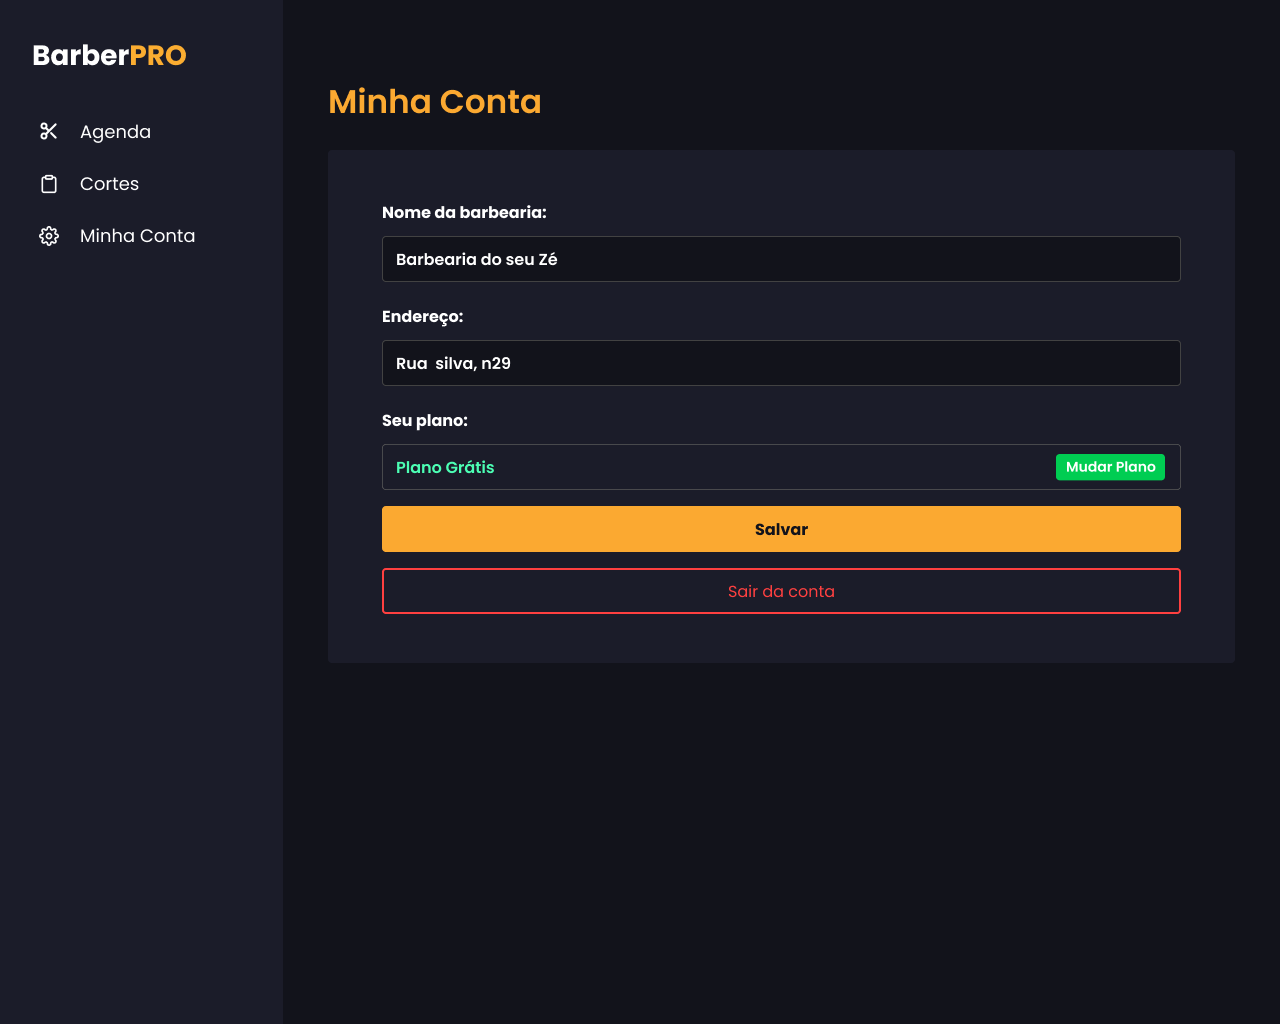 BarberPRO
Agenda
Cortes
Minha Conta
Minha Conta
Nome da barbearia:
Barbearia do seu Zé
Endereço:
Rua  silva, n29
Seu plano:
Plano Grátis
Mudar Plano
Salvar
Sair da conta